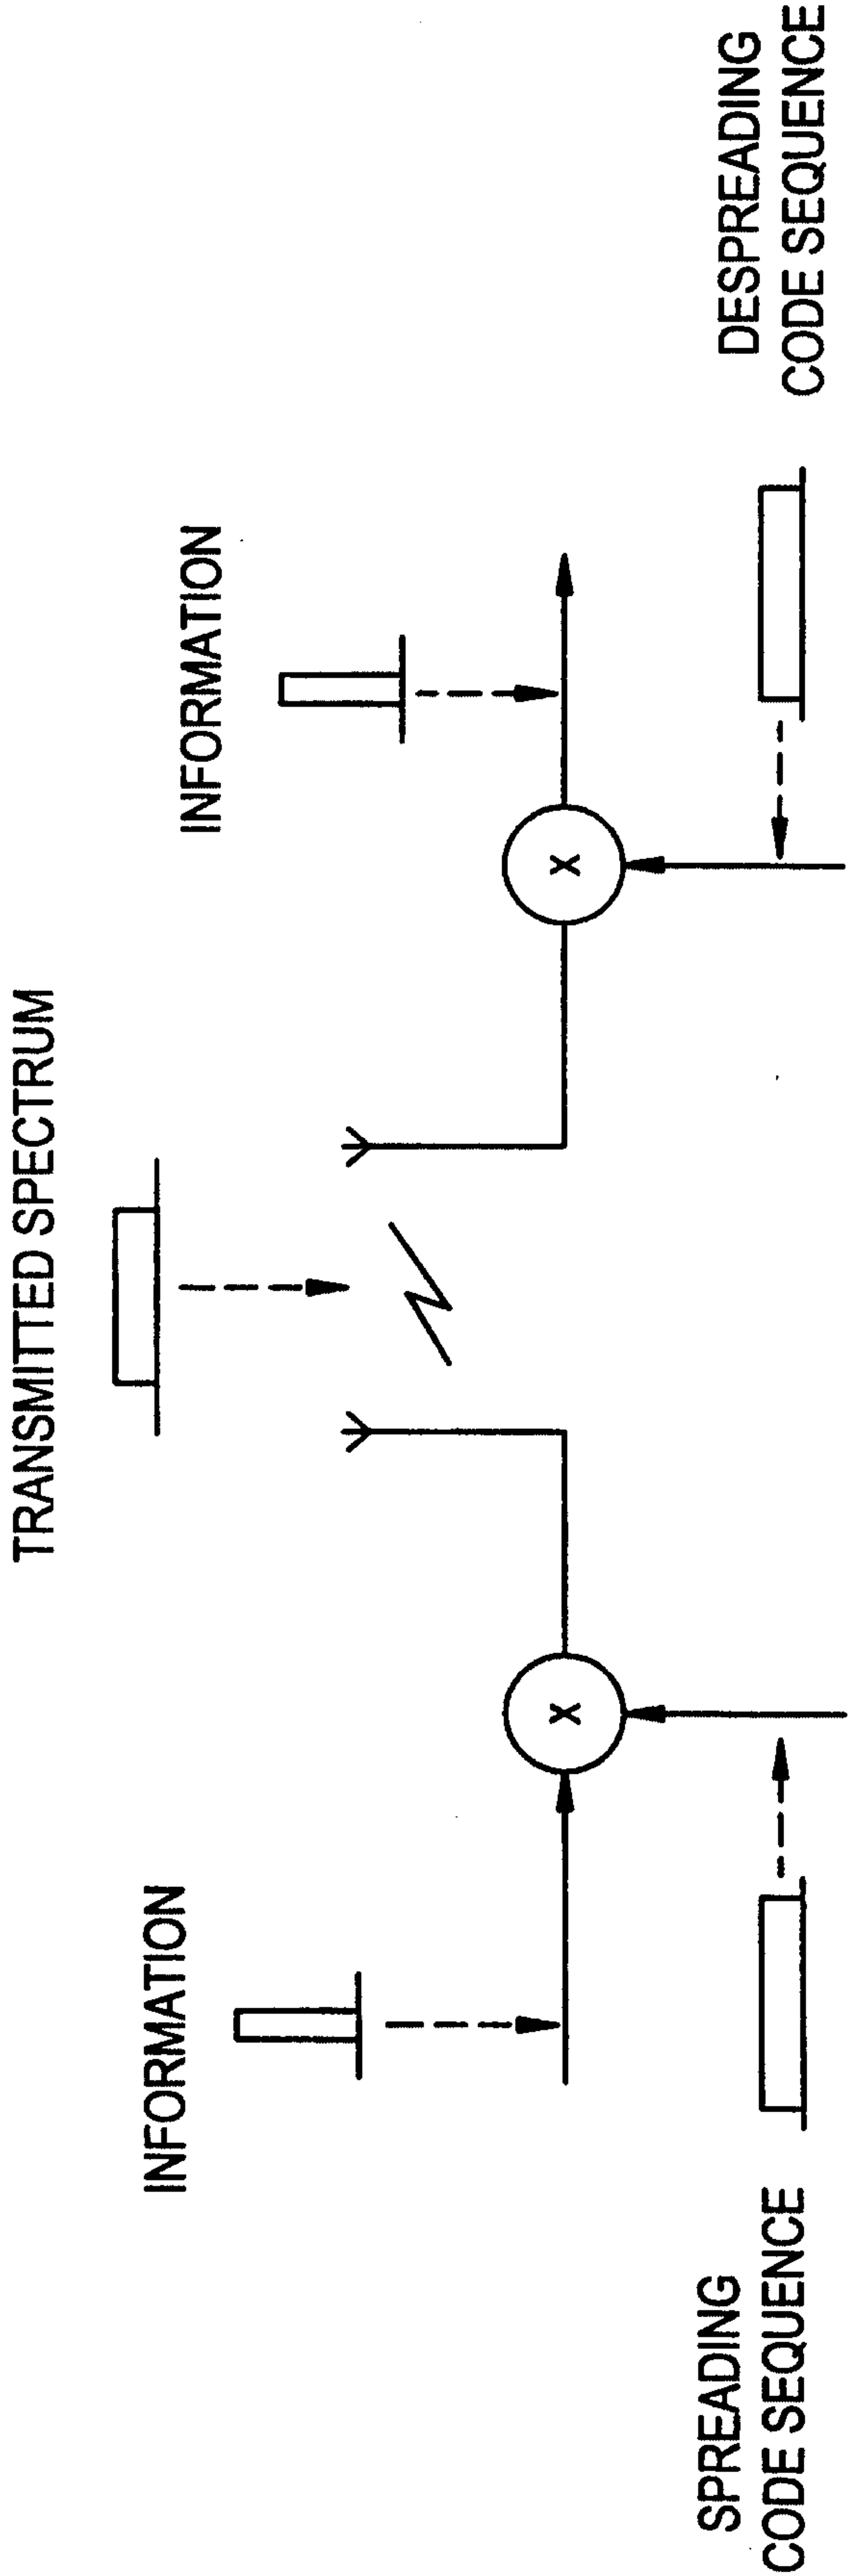 TRANSMITTED SPECTRUM
INFORMATION
INFORMATION
X
X
SPREADING
CODE SEQUENCE
DESPREADING
CODE SEQUENCE